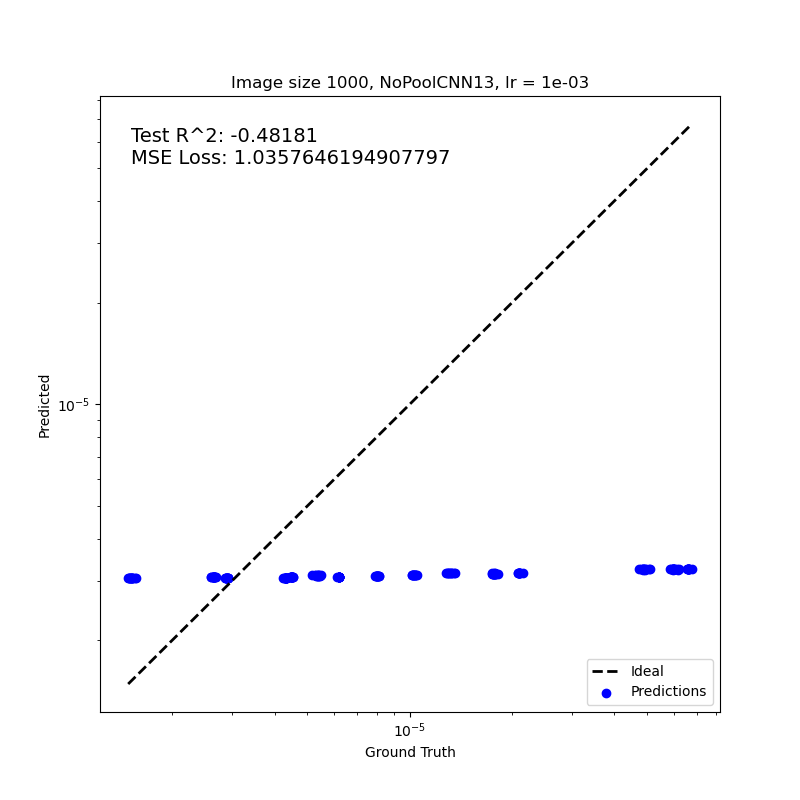 Image size 1000, NoPoolCNN13, lr = 1e-03
Test R^2: -0.48181
MSE Loss: 1.0357646194907797
Predicted
10⁻⁵
10⁻⁵
Ground Truth
Ideal
Predictions